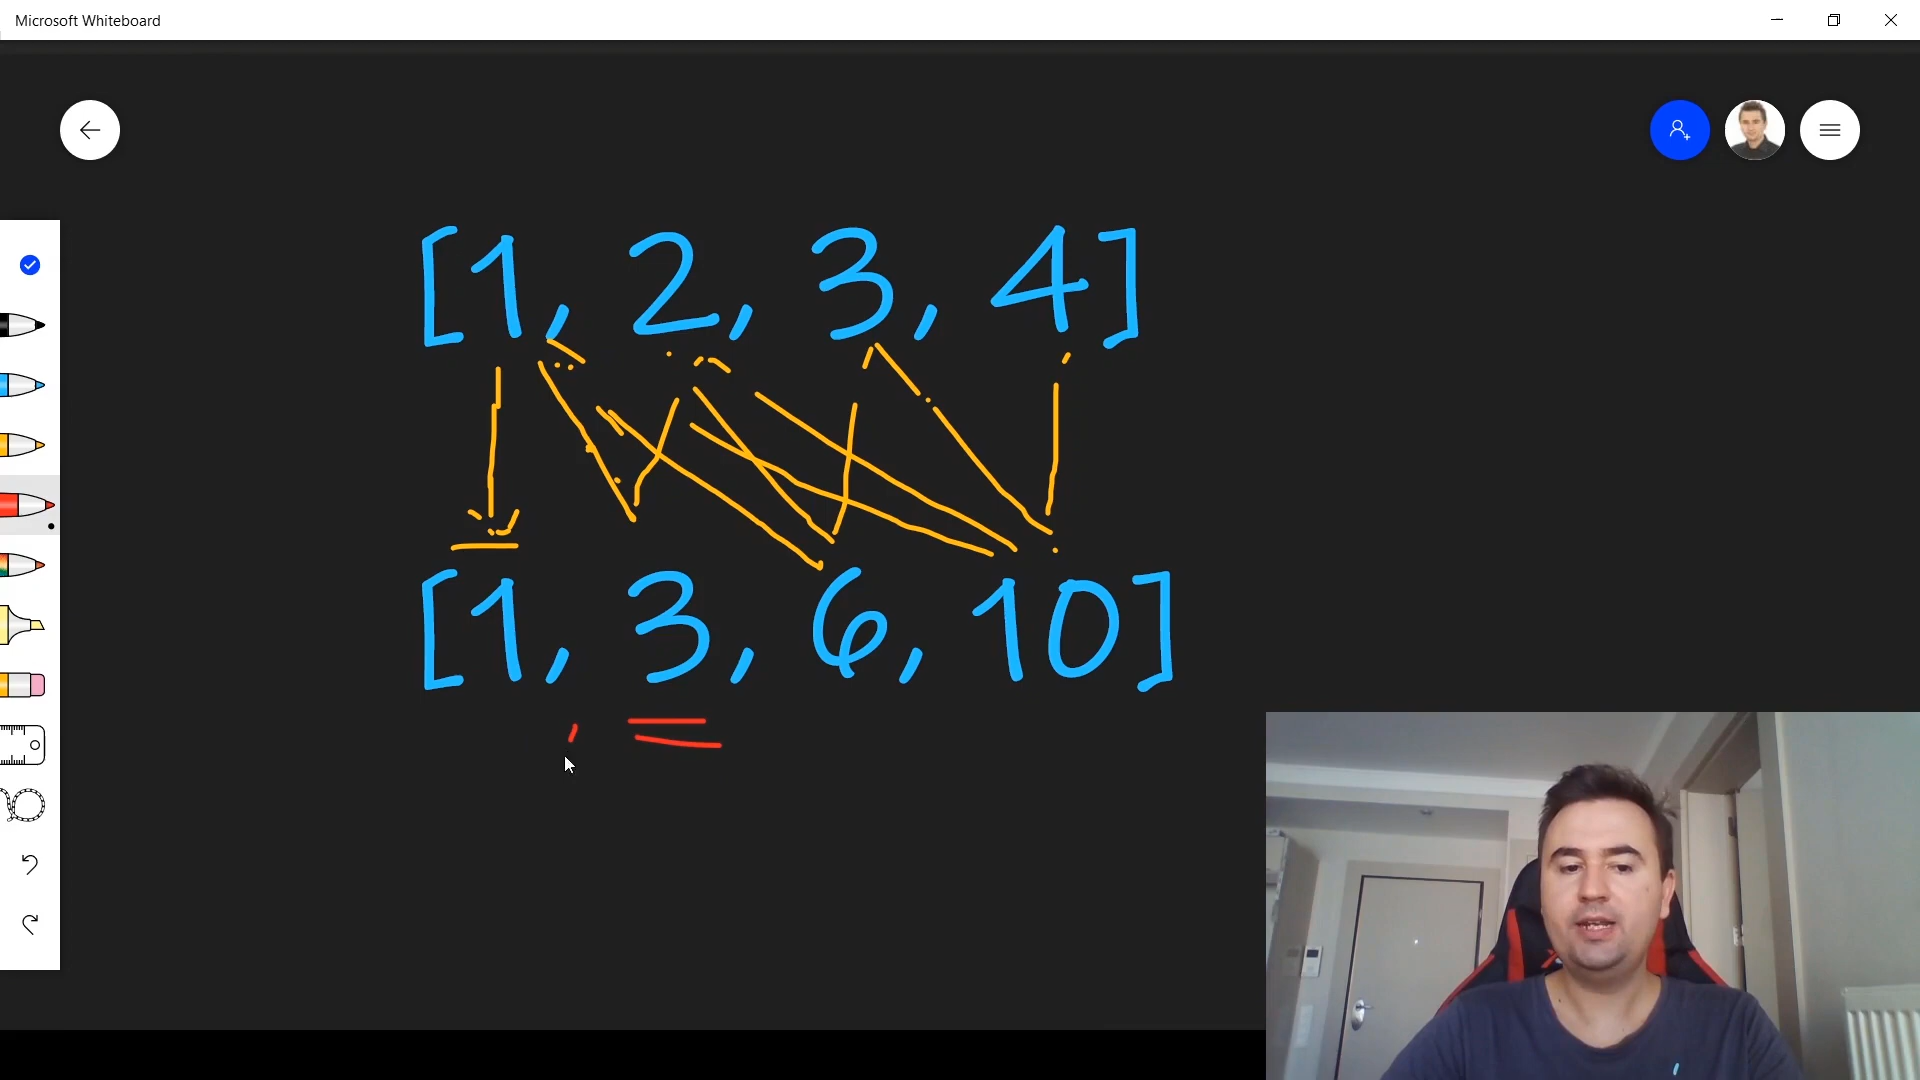 Microsoft Whiteboard
[1, 2, 3, 4]
[1, 3, 6, 10]